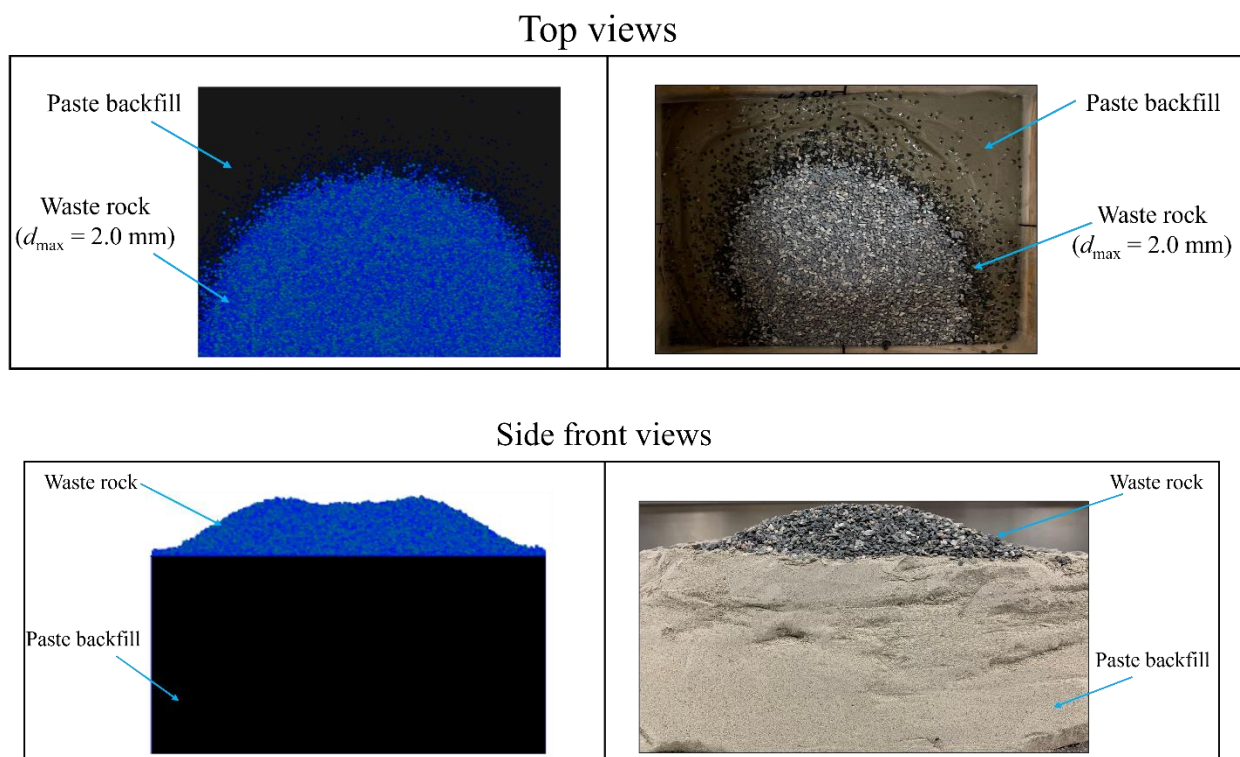 Top views
Paste backfill
Waste rock
(dmax = 2.0 mm)
Paste backfill
Waste rock
(dmax = 2.0 mm)
Side front views
Waste rock
Paste backfill
Waste rock
Paste backfill